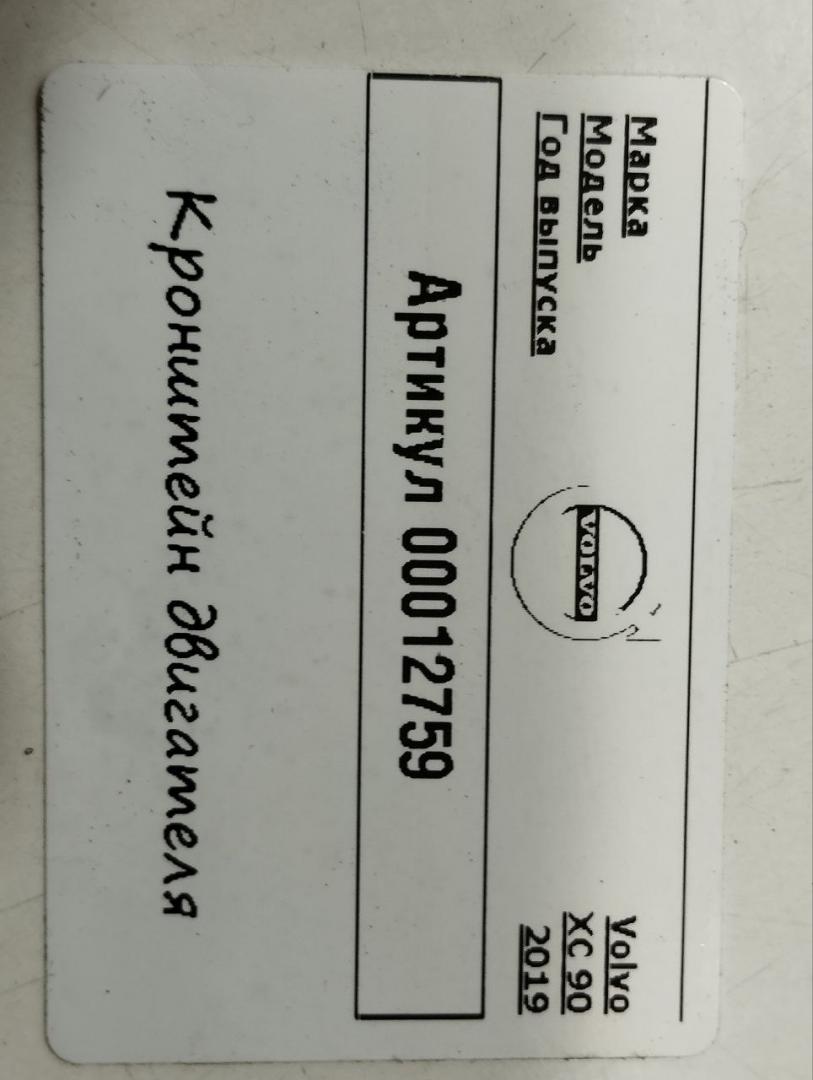 Марка Volvo
Модель XC 90
Год выпуска 2019
VOLVO
Артикул 00012759
Кронштейн двигателя